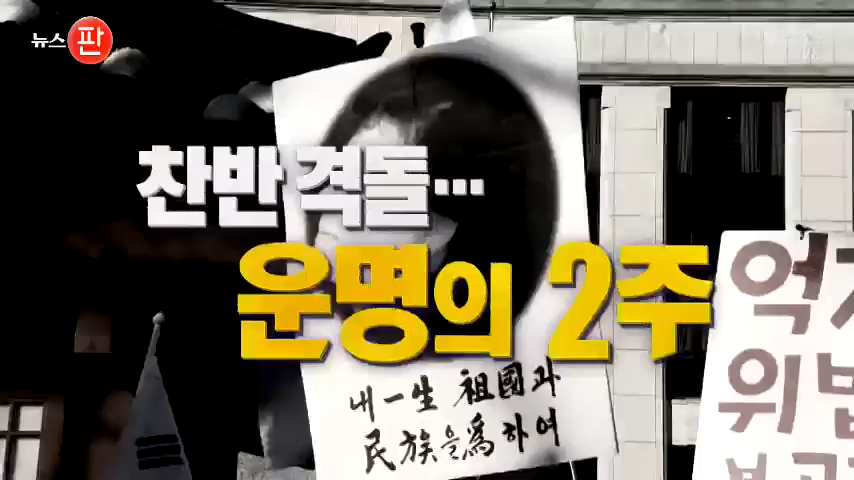 뉴스 판
찬반 격돌…
운명의 2주
내 一生 祖國과
民族을 爲하여
억
위법